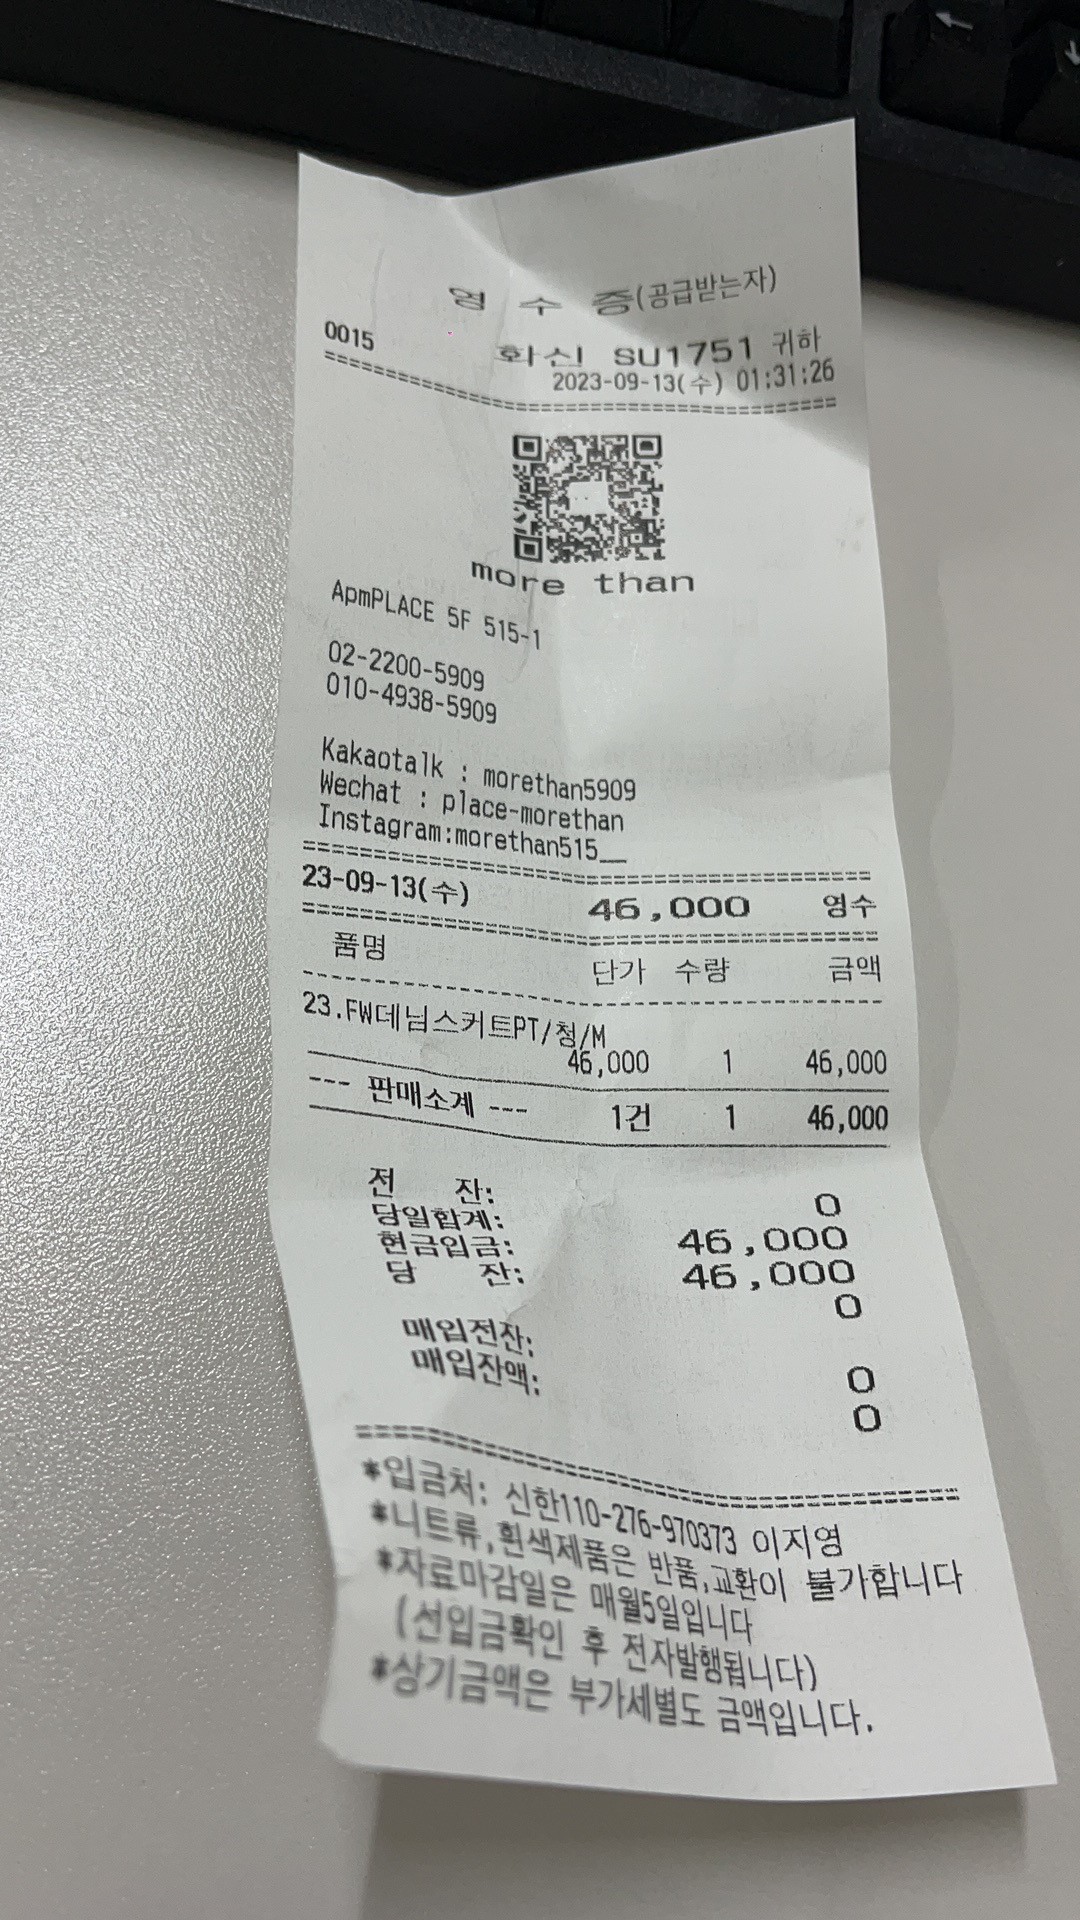 영 수 증(공급받는자)
0015 화신 SU1751 귀하
2023-09-13(수) 01:31:26
more than
ApmPLACE 5F 515-1
02-2200-5909
010-4938-5909
Kakaotalk : morethan5909
Wechat : place-morethan
Instagram:morethan515__
23-09-13(수) 46,000 영수
품명 단가 수량 금액
23.FW데님스커트PT/청/M
46,000 1 46,000
--- 판매소계 --- 1건 1 46,000
전 잔: 0
당일합계: 46,000
현금입금: 46,000
당 잔: 0
매입전잔: 0
매입잔액: 0
*입금처: 신한110-276-970373 이지영
*니트류,흰색제품은 반품,교환이 불가합니다
*자료마감일은 매월5일입니다
(선입금확인 후 전자발행됩니다)
*상기금액은 부가세별도 금액입니다.